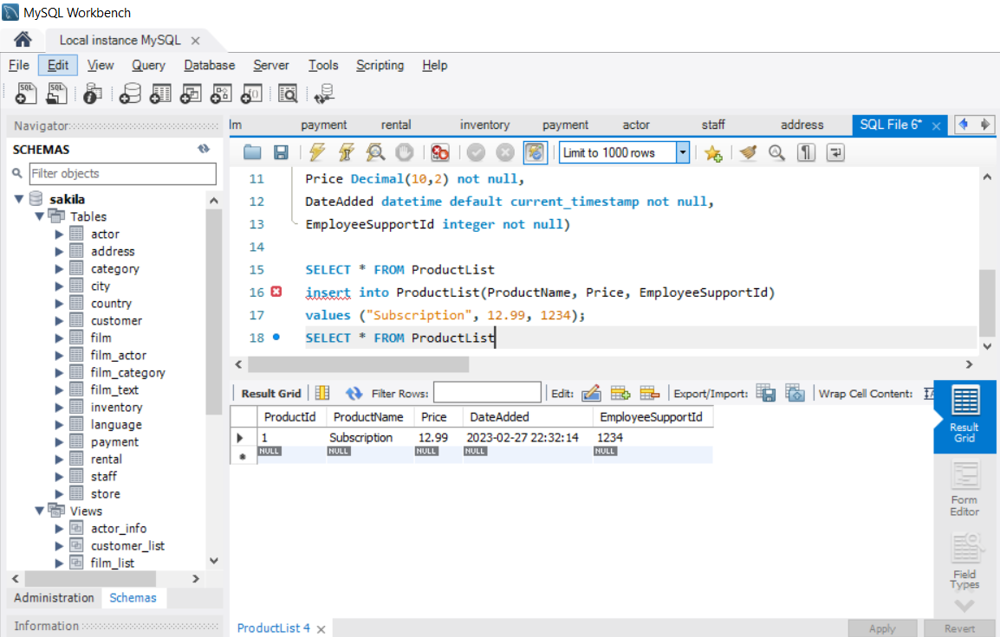 MySQL Workbench
Local instance MySQL
File Edit View Query Database Server Tools Scripting Help
Navigator
SCHEMAS
Filter objects
sakila
Tables
actor
address
category
city
country
customer
film
film_actor
film_category
film_text
inventory
language
payment
rental
staff
store
Views
actor_info
customer_list
film_list
Administration Schemas
Information
lm payment rental inventory payment actor staff address SQL File 6*
Limit to 1000 rows
11 Price Decimal(10,2) not null,
12 DateAdded datetime default current_timestamp not null,
13 EmployeeSupportId integer not null)
14
15 SELECT * FROM ProductList
16 insert into ProductList(ProductName, Price, EmployeeSupportId)
17 values ("Subscription", 12.99, 1234);
18 SELECT * FROM ProductList
Result Grid Filter Rows: Edit: Export/Import: Wrap Cell Content:
ProductId ProductName Price DateAdded EmployeeSupportId
1 Subscription 12.99 2023-02-27 22:32:14 1234
NULL NULL NULL NULL NULL
Result
Grid
Form
Editor
Field
Types
ProductList 4
Apply Revert